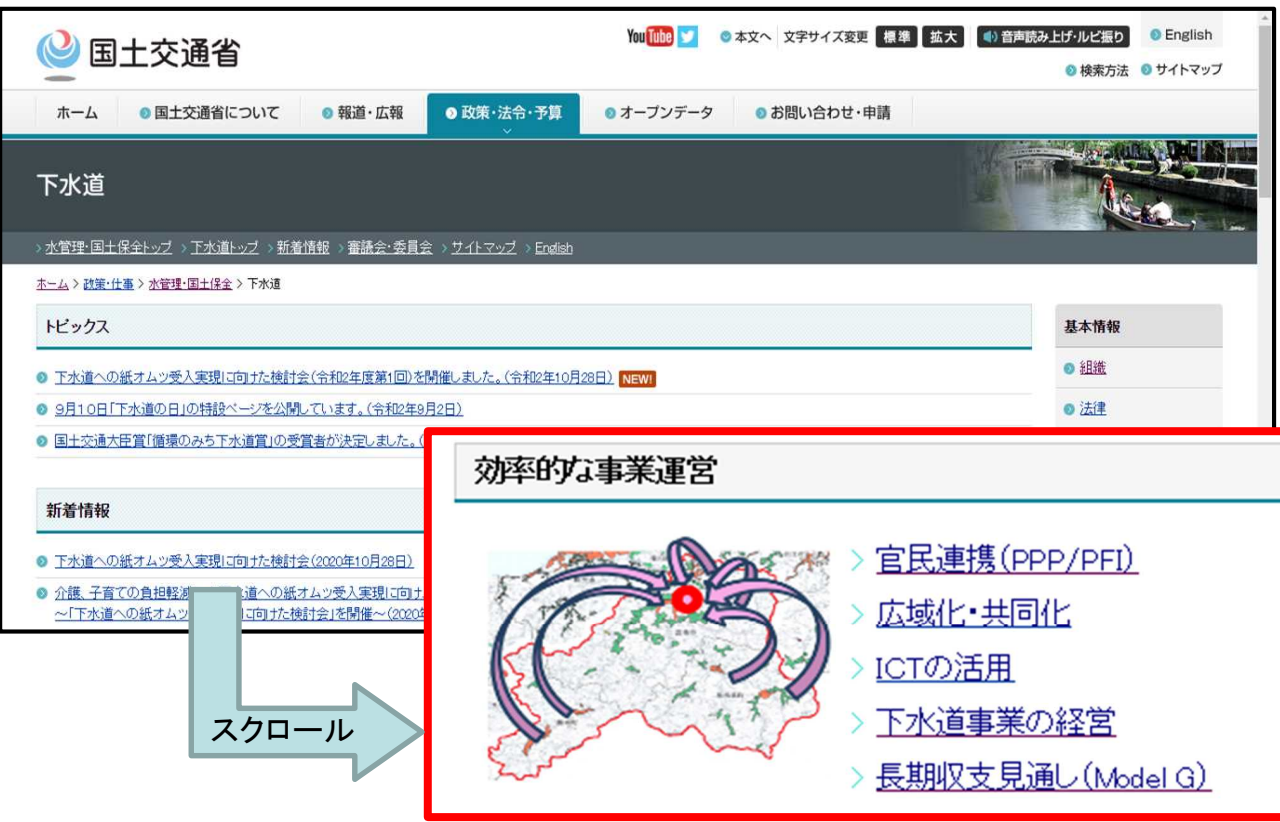 国土交通省
YouTube
本文へ 文字サイズ変更 標準 拡大 音声読み上げ・ルビ振り English
検索方法 サイトマップ
ホーム 国土交通省について 報道・広報 政策・法令・予算 オープンデータ お問い合わせ・申請
下水道
水管理・国土保全トップ 下水道トップ 新着情報 審議会・委員会 サイトマップ English
ホーム > 政策・仕事 > 水管理・国土保全 > 下水道
トピックス
下水道への紙オムツ受入実現に向けた検討会(令和2年度第1回)を開催しました。(令和2年10月28日) NEW!
9月10日「下水道の日」の特設ページを公開しています。(令和2年9月2日)
国土交通大臣賞「循環のみち下水道賞」の受賞者が決定しました。(
基本情報
組織
法律
新着情報
下水道への紙オムツ受入実現に向けた検討会(2020年10月28日)
介護、子育ての負担軽減 道への紙オムツ受入実現に向け
~「下水道への紙オムツ に向けた検討会」を開催~(2020
スクロール
効率的な事業運営
官民連携(PPP/PFI)
広域化・共同化
ICTの活用
下水道事業の経営
長期収支見通し(Model G)